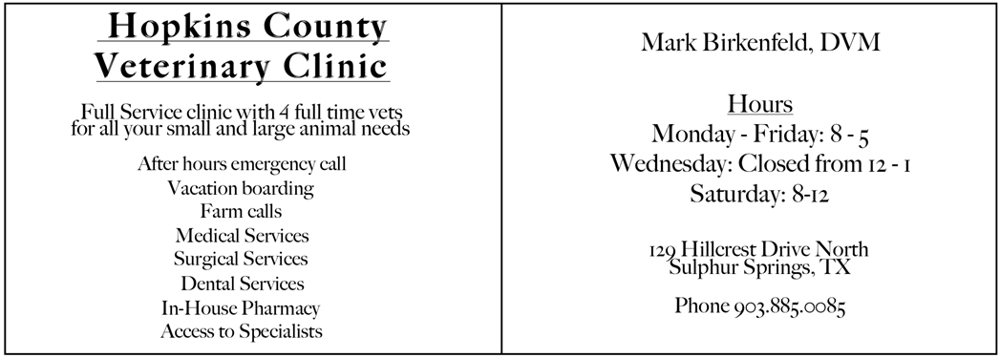 Hopkins County
Veterinary Clinic
Full Service clinic with 4 full time vets
for all your small and large animal needs
After hours emergency call
Vacation boarding
Farm calls
Medical Services
Surgical Services
Dental Services
In-House Pharmacy
Access to Specialists
Mark Birkenfeld, DVM
Hours
Monday - Friday: 8 - 5
Wednesday: Closed from 12 - 1
Saturday: 8-12
129 Hillcrest Drive North
Sulphur Springs, TX
Phone 903.885.0085